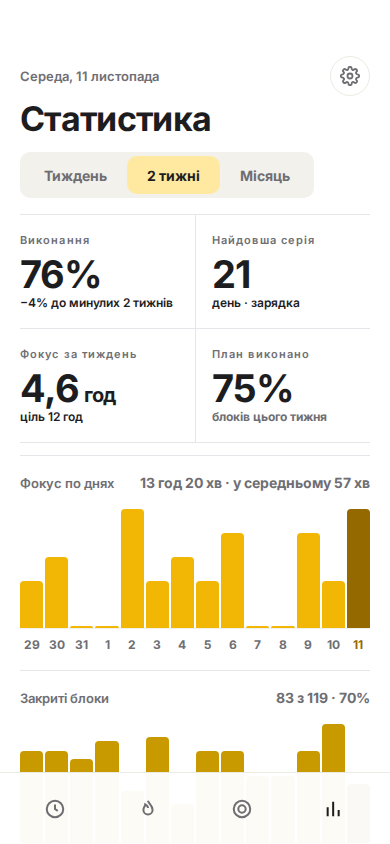 Середа, 11 листопада
Статистика
Тиждень 2 тижні Місяць
Виконання
76%
−4% до минулих 2 тижнів
Найдовша серія
21
день · зарядка
Фокус за тиждень
4,6 год
ціль 12 год
План виконано
75%
блоків цього тижня
Фокус по днях 13 год 20 хв · у середньому 57 хв
29 30 31 1 2 3 4 5 6 7 8 9 10 11
Закриті блоки 83 з 119 · 70%